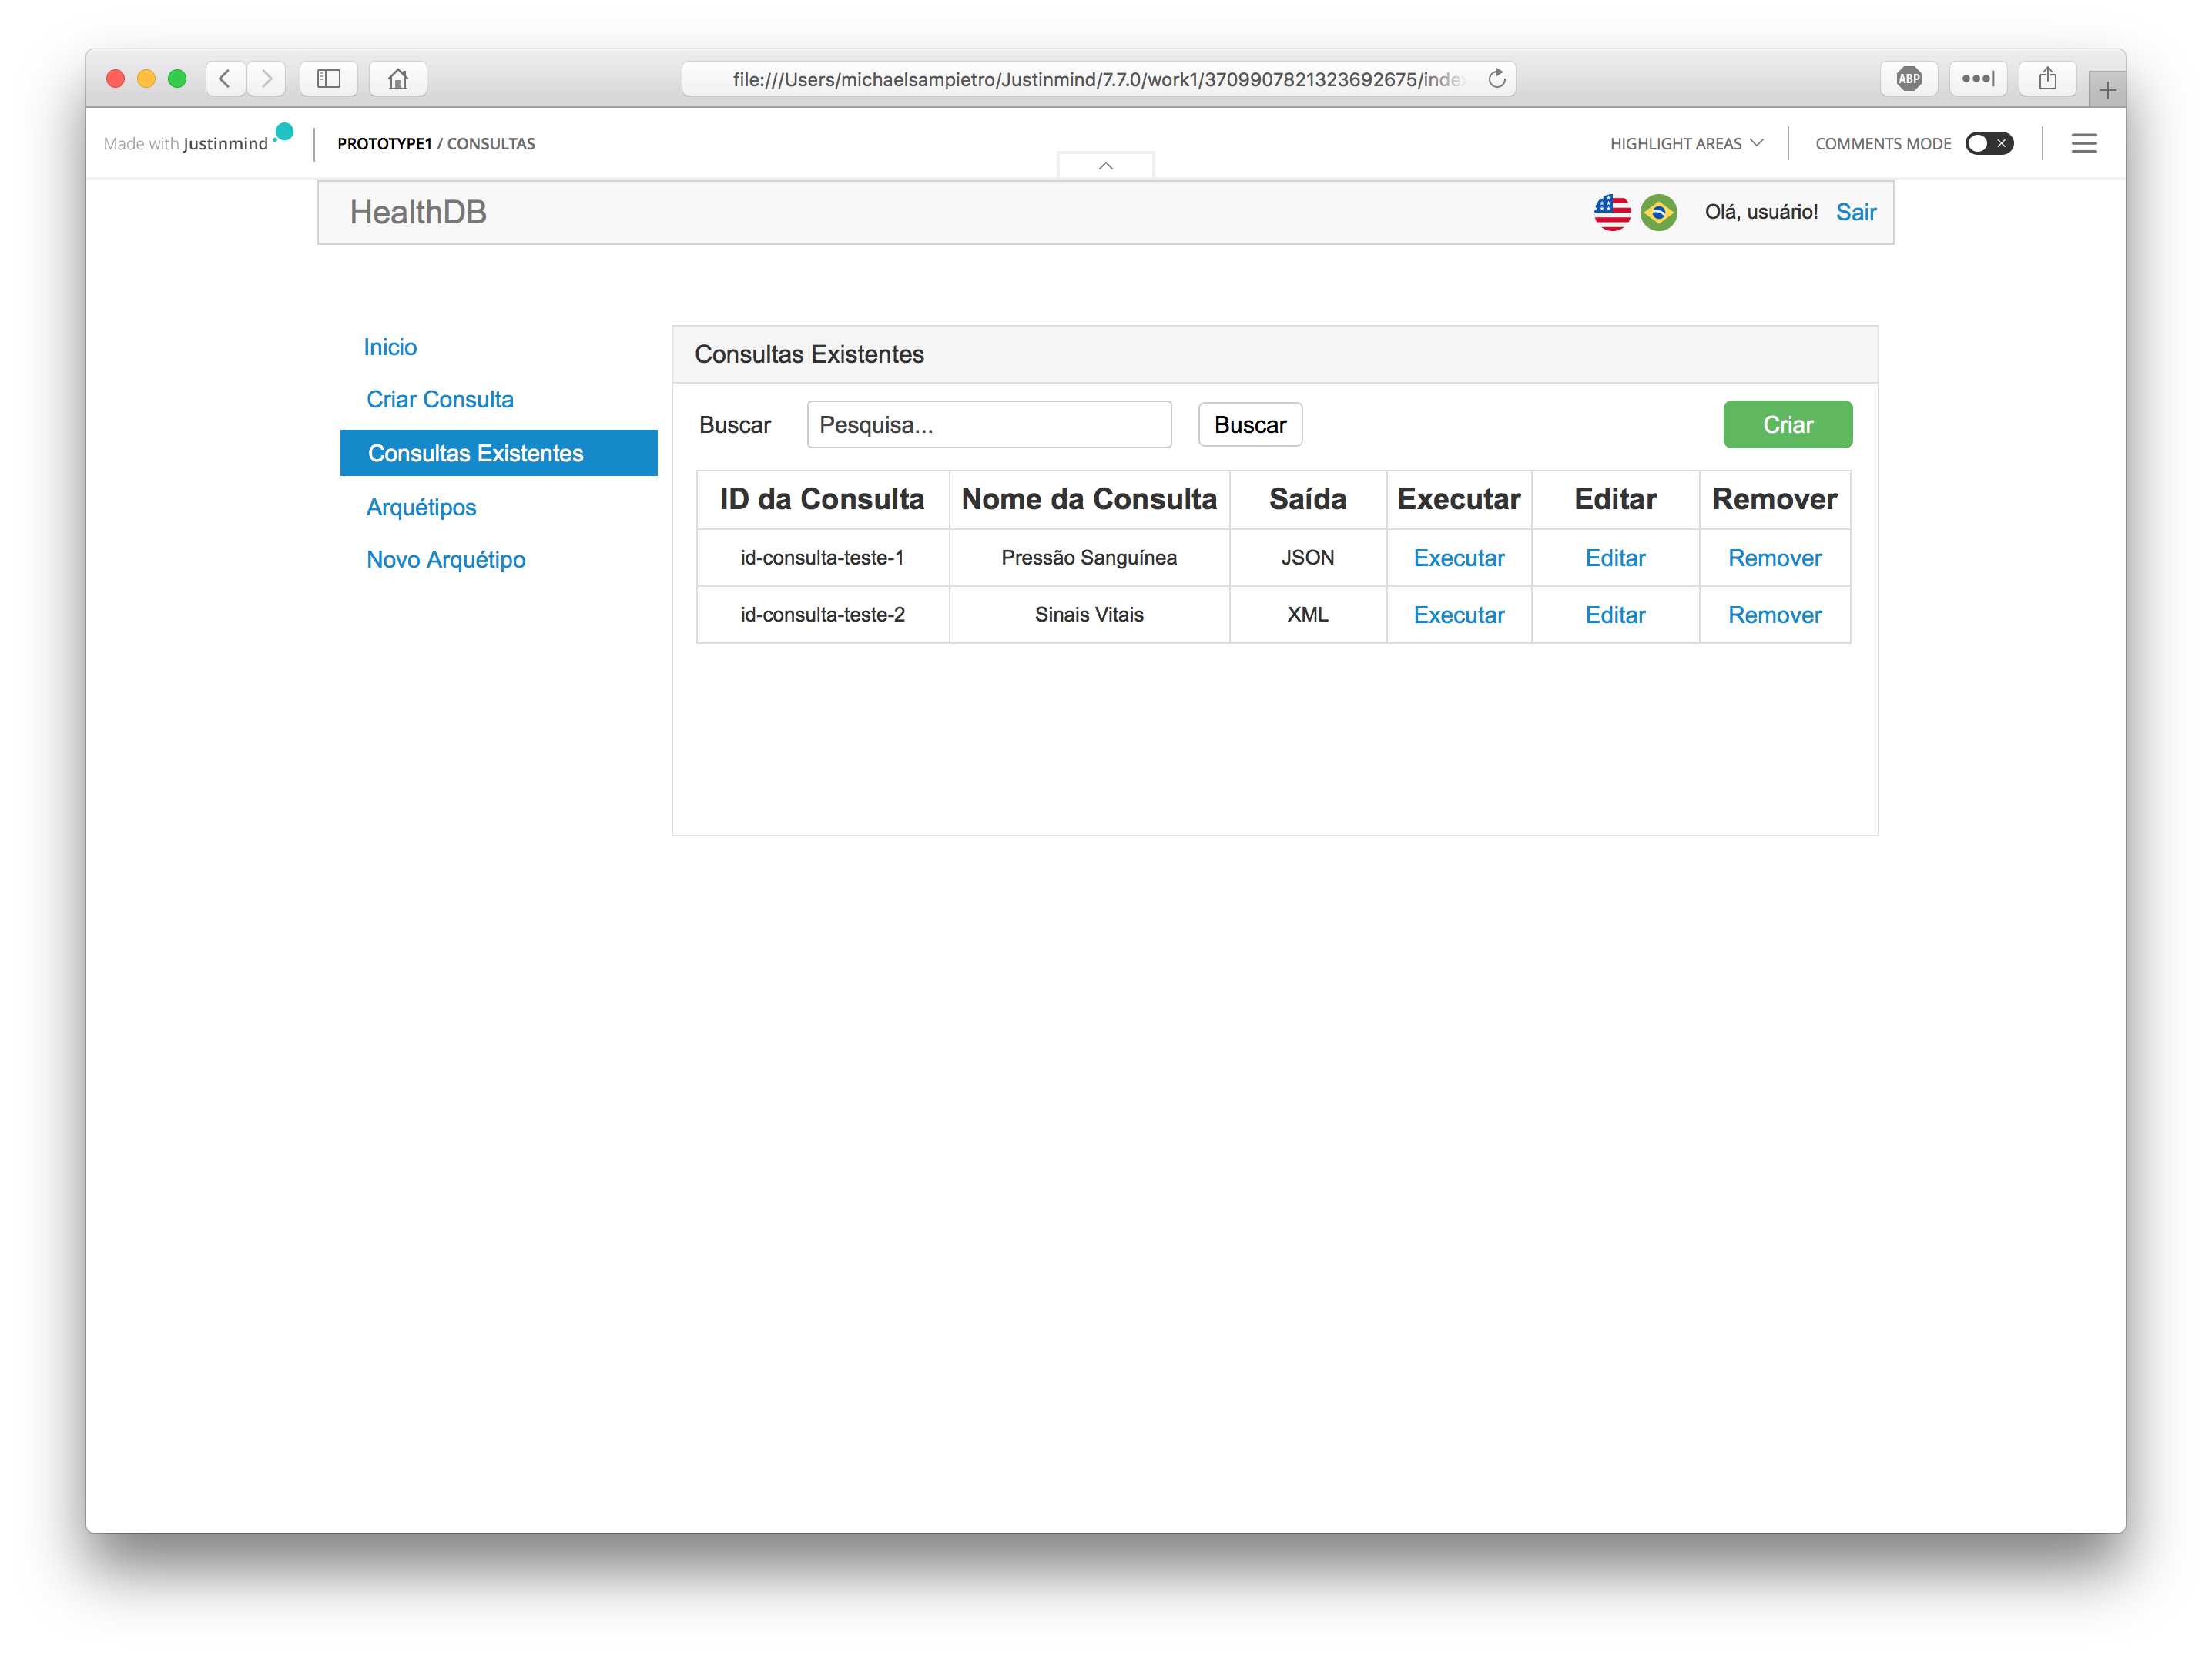 file:///Users/michaelsampietro/Justinmind/7.7.0/work1/3709907821323692675/index
ABP
Made with Justinmind
PROTOTYPE1 / CONSULTAS
HIGHLIGHT AREAS
COMMENTS MODE
HealthDB
Olá, usuário! Sair
Inicio
Criar Consulta
Consultas Existentes
Arquétipos
Novo Arquétipo
Consultas Existentes
Buscar Pesquisa... Buscar Criar
ID da Consulta Nome da Consulta Saída Executar Editar Remover
id-consulta-teste-1 Pressão Sanguínea JSON Executar Editar Remover
id-consulta-teste-2 Sinais Vitais XML Executar Editar Remover